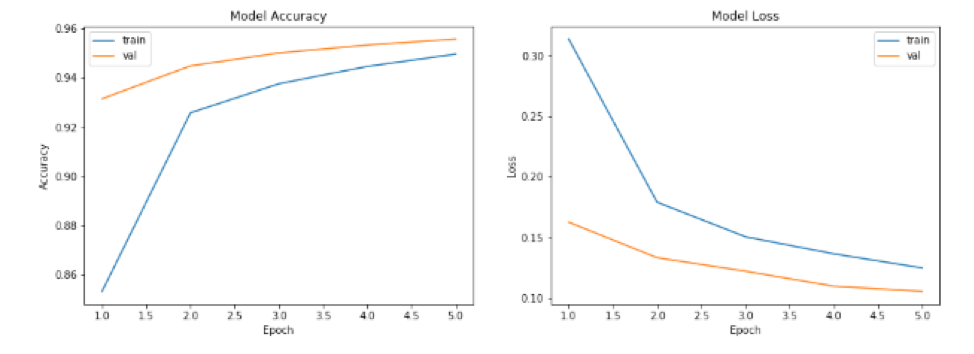 Model Accuracy
0.96
0.94
0.92
0.90
0.88
0.86
Accuracy
train
val
1.0 1.5 2.0 2.5 3.0 3.5 4.0 4.5 5.0
Epoch
Model Loss
0.30
0.25
0.20
0.15
0.10
Loss
train
val
1.0 1.5 2.0 2.5 3.0 3.5 4.0 4.5 5.0
Epoch